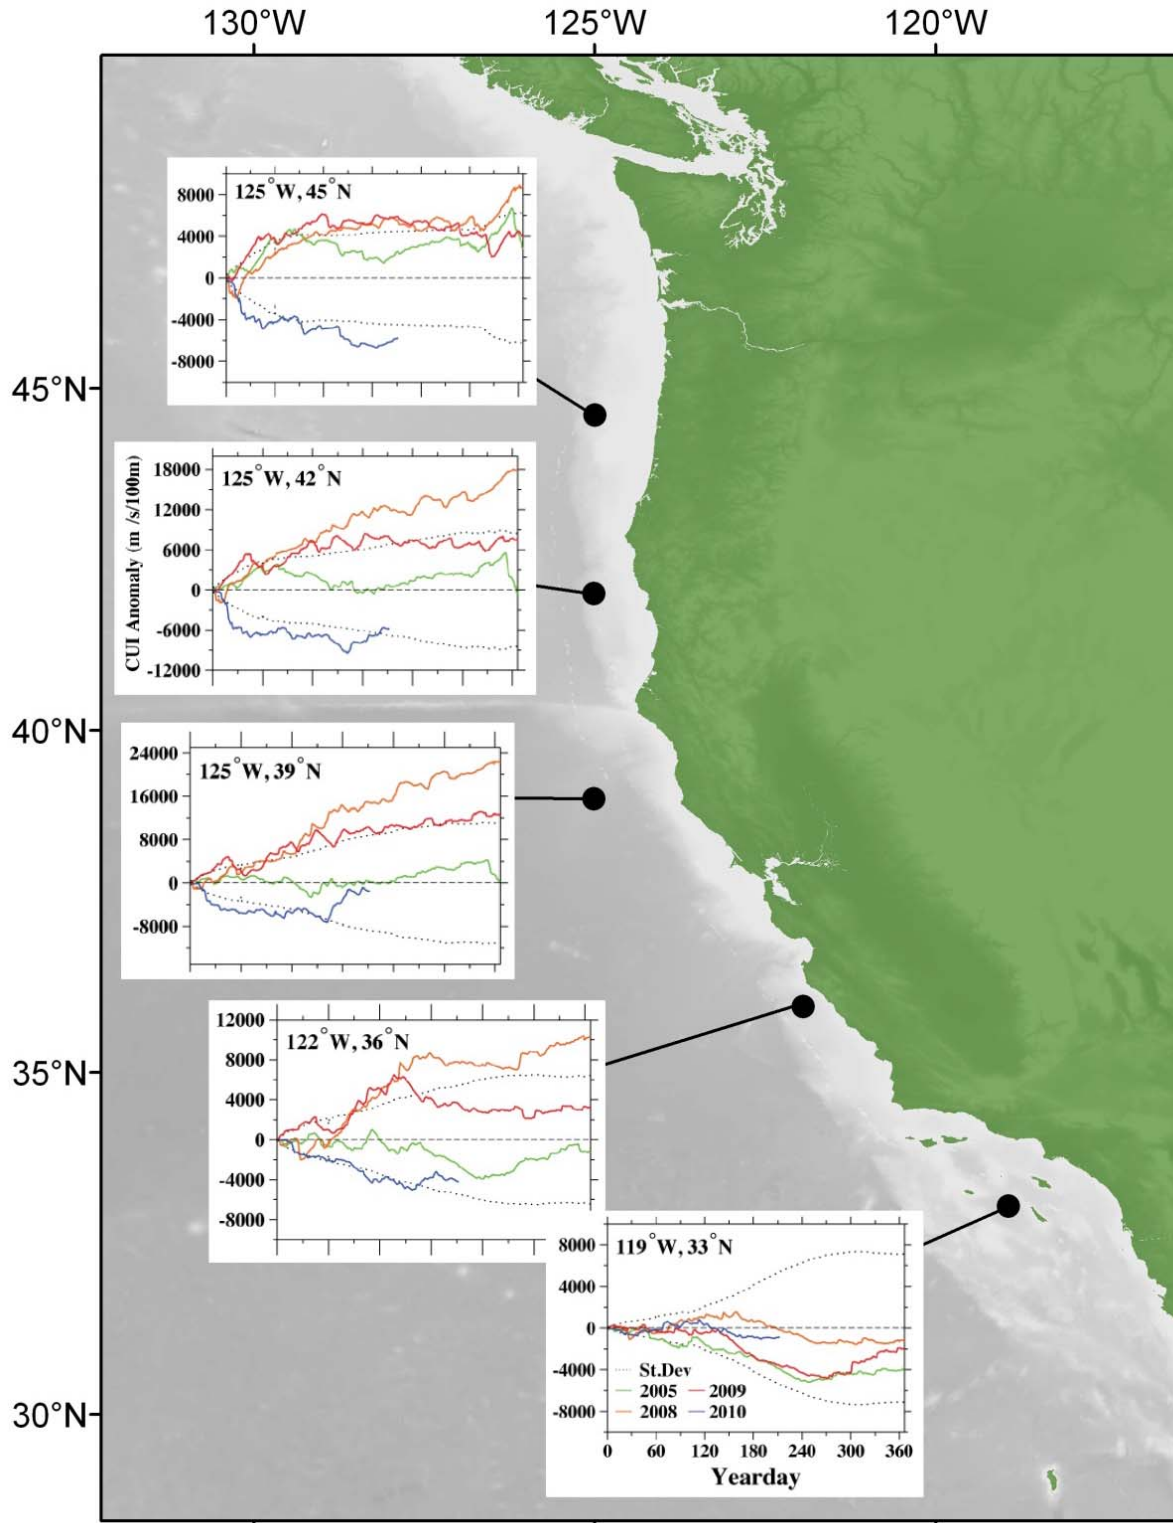 130°W 125°W 120°W
125°W, 45°N
8000
4000
0
-4000
-8000
45°N
125°W, 42°N
18000
12000
6000
0
-6000
-12000
CUI Anomaly (m /s/100m)
40°N
125°W, 39°N
24000
16000
8000
0
-8000
122°W, 36°N
12000
8000
4000
0
-4000
-8000
35°N
119°W, 33°N
8000
4000
0
-4000
-8000
St.Dev
2005 2009
2008 2010
0 60 120 180 240 300 360
Yearday
30°N